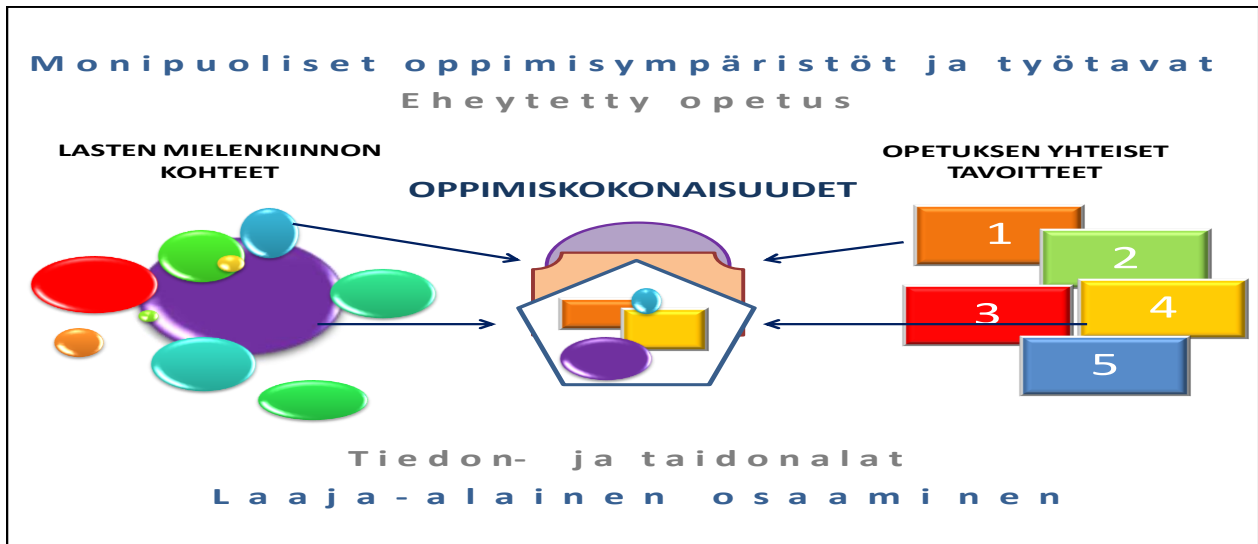 Monipuoliset oppimisympäristöt ja työtavat
Eheytetty opetus
LASTEN MIELENKIINNON
KOHTEET
OPPIMISKOKONAISUUDET
OPETUKSEN YHTEISET
TAVOITTEET
1
2
3
4
5
Tiedon- ja taidonalat
Laaja-alainen osaaminen